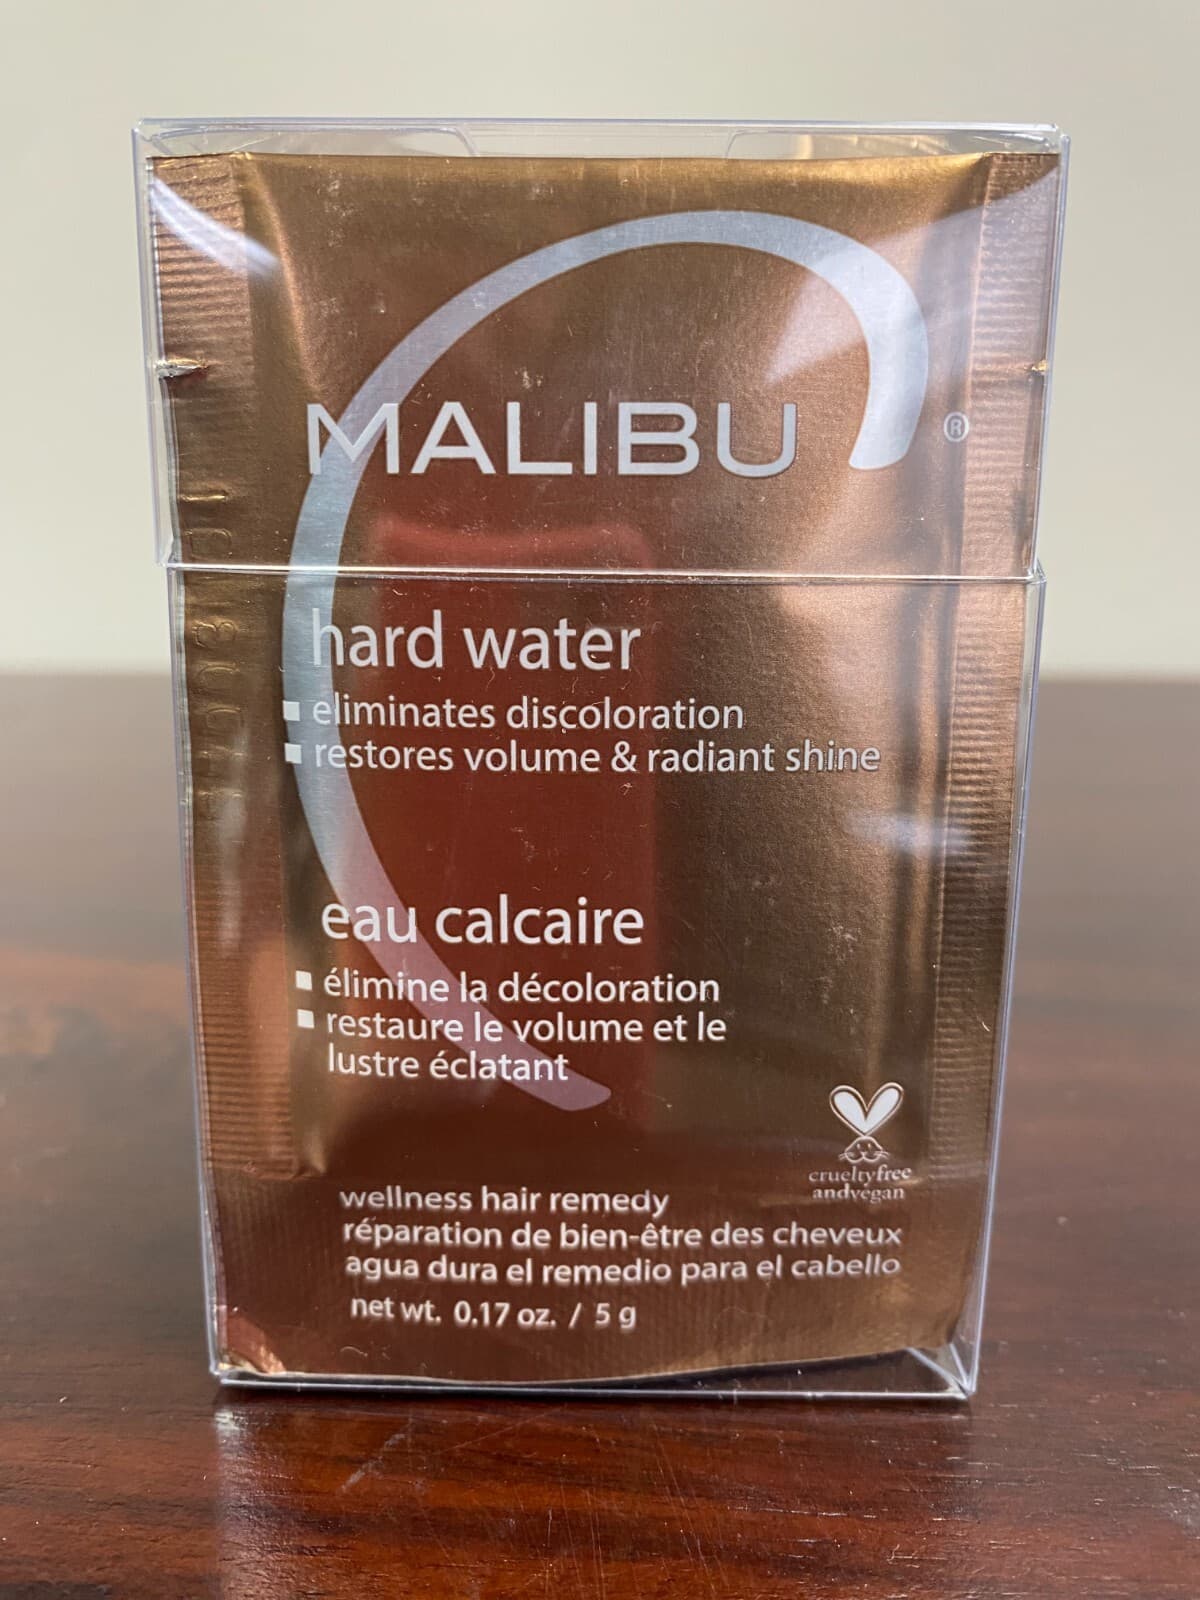 MALIBU ®
hard water
▪ eliminates discoloration
▪ restores volume & radiant shine
eau calcaire
▪ élimine la décoloration
▪ restaure le volume et le
lustre éclatant
crueltyfree
andvegan
wellness hair remedy
réparation de bien-être des cheveux
agua dura el remedio para el cabello
net wt. 0.17 oz. / 5 g